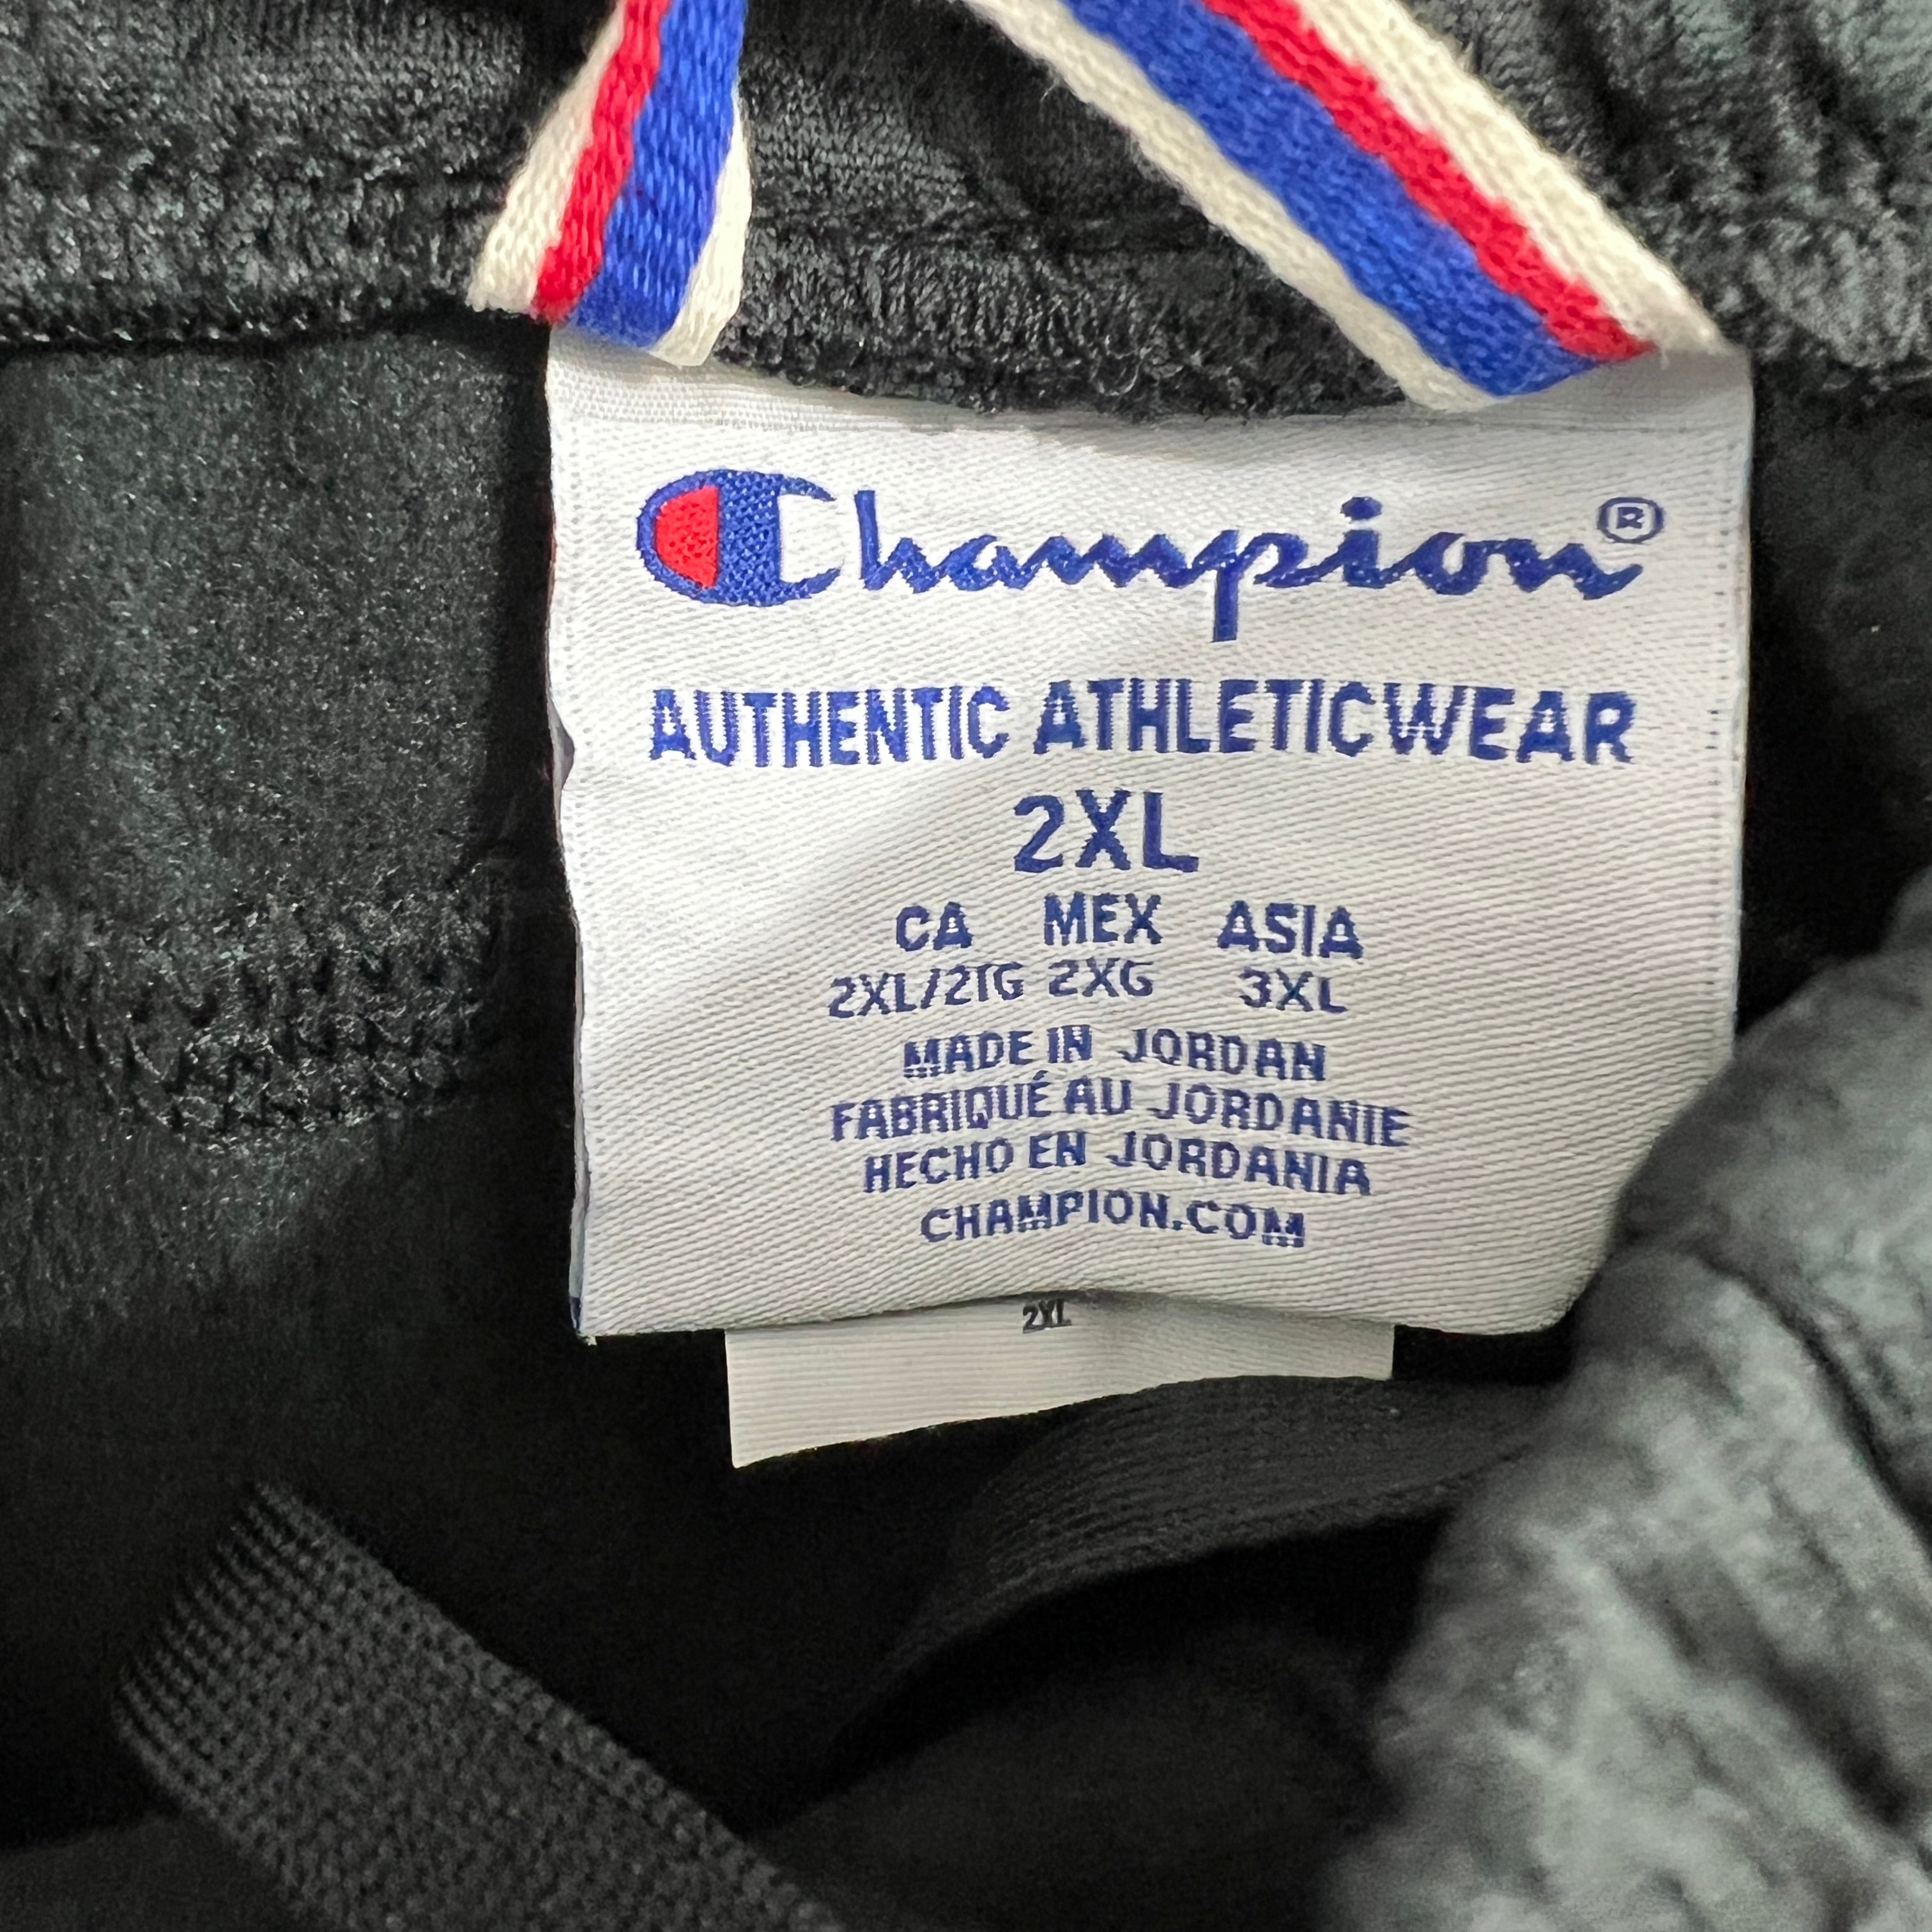 Champion®
AUTHENTIC ATHLETICWEAR
2XL
CA MEX ASIA
2XL/2TG 2XG 3XL
MADE IN JORDAN
FABRIQUÉ AU JORDANIE
HECHO EN JORDANIA
CHAMPION.COM
2XL